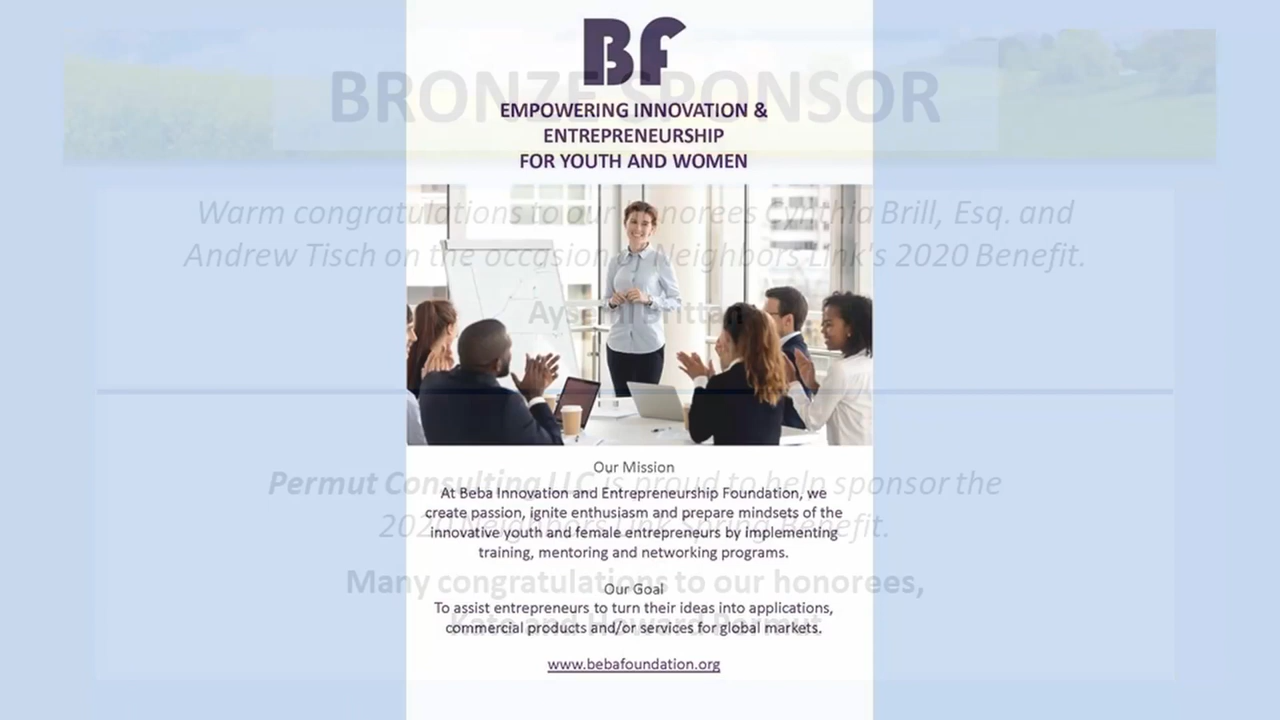 BF
EMPOWERING INNOVATION &
ENTREPRENEURSHIP
FOR YOUTH AND WOMEN
Our Mission
At Beba Innovation and Entrepreneurship Foundation, we
create passion, ignite enthusiasm and prepare mindsets of the
innovative youth and female entrepreneurs by implementing
training, mentoring and networking programs.
Our Goal
To assist entrepreneurs to turn their ideas into applications,
commercial products and/or services for global markets.
www.bebafoundation.org
BRONZE SPONSOR
Warm congratulations to our honorees Cynthia Brill, Esq. and
Andrew Tisch on the occasion Neighbors Link's 2020 Benefit.
Brittan
Permut Consulting LLC is proud to help sponsor the
2020 Neighbors Link Spring Benefit.
Many congratulations to our honorees,
Howard Permut